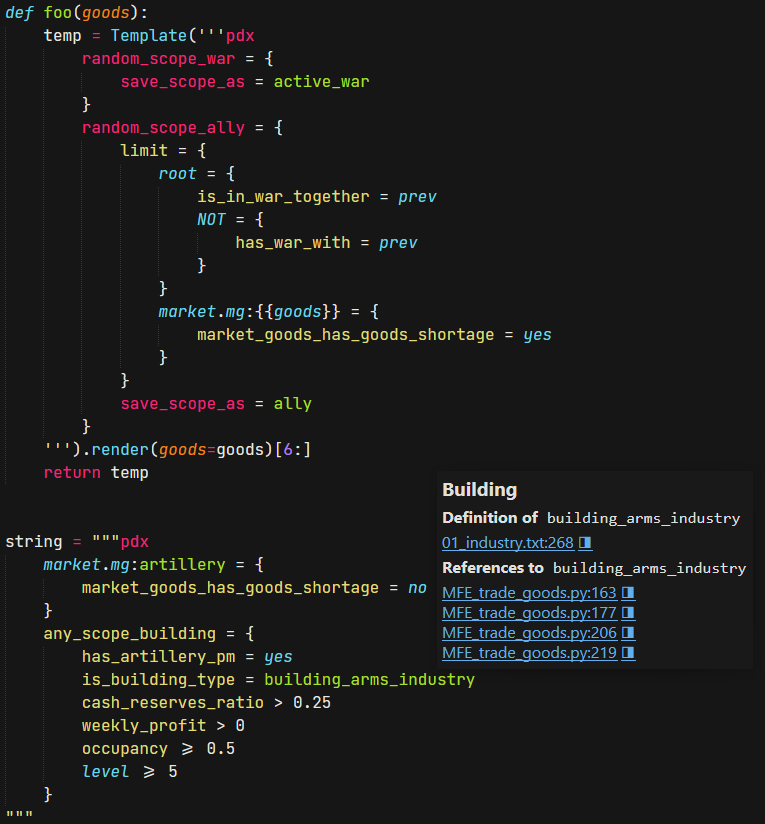 def foo(goods):
    temp = Template('''pdx
        random_scope_war = {
            save_scope_as = active_war
        }
        random_scope_ally = {
            limit = {
                root = {
                    is_in_war_together = prev
                    NOT = {
                        has_war_with = prev
                    }
                }
                market.mg:{{goods}} = {
                    market_goods_has_goods_shortage = yes
                }
            }
            save_scope_as = ally
        }
    ''').render(goods=goods)[6:]
    return temp
string = """pdx
    market.mg:artillery = {
        market_goods_has_goods_shortage = no
    }
    any_scope_building = {
        has_artillery_pm = yes
        is_building_type = building_arms_industry
        cash_reserves_ratio > 0.25
        weekly_profit > 0
        occupancy ⩾ 0.5
        level ⩾ 5
    }
"""
Building
Definition of building_arms_industry
01_industry.txt:268
References to building_arms_industry
MFE_trade_goods.py:163
MFE_trade_goods.py:177
MFE_trade_goods.py:206
MFE_trade_goods.py:219